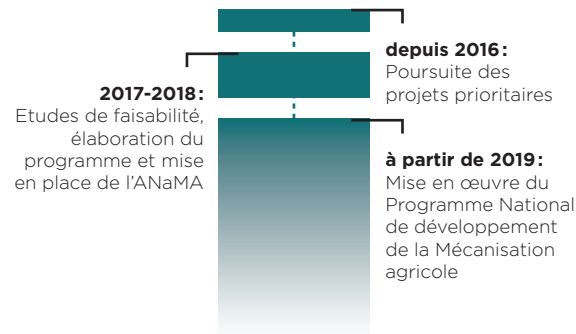 depuis 2016 :
Poursuite des
projets prioritaires
2017-2018 :
Etudes de faisabilité,
élaboration du
programme et mise
en place de l’ANaMA
à partir de 2019 :
Mise en œuvre du
Programme National
de développement
de la Mécanisation
agricole